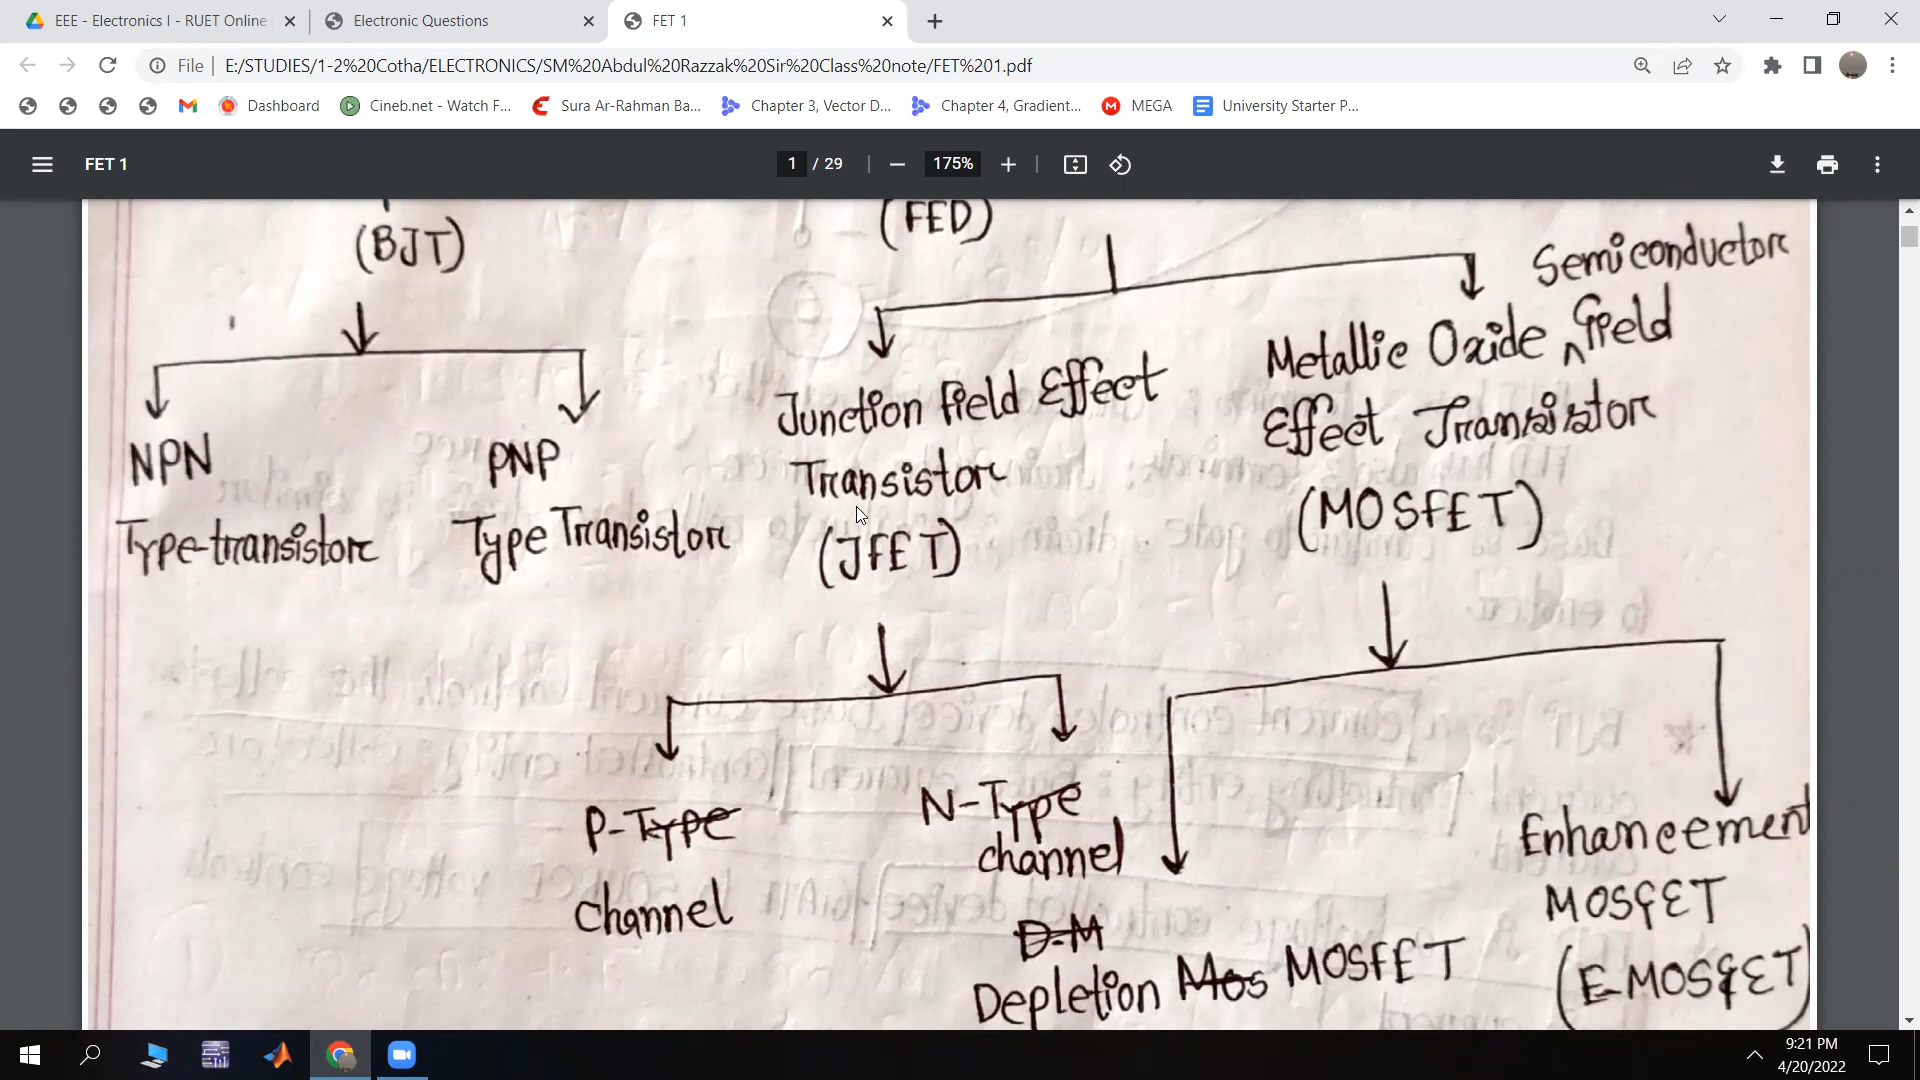 EEE - Electronics I - RUET Online
Electronic Questions
FET 1
File
E:/STUDIES/1-2%20Cotha/ELECTRONICS/SM%20Abdul%20Razzak%20Sir%20Class%20note/FET%201.pdf
Dashboard
Cineb.net - Watch F...
Sura Ar-Rahman Ba...
Chapter 3, Vector D...
Chapter 4, Gradient...
MEGA
University Starter P...
FET 1
1 / 29
175%
(BJT)
(FED)
Semiconductor
Metallic Oxide ^ field
Effect Transistor
(MOSFET)
Junction field Effect
Transistor
(JFET)
NPN
Type-transistor
PNP
Type Transistor
P-Type
channel
N-Type
channel
D-M
Depletion Mos MOSFET
Enhancement
MOSFET
(E-MOSFET)
9:21 PM
4/20/2022